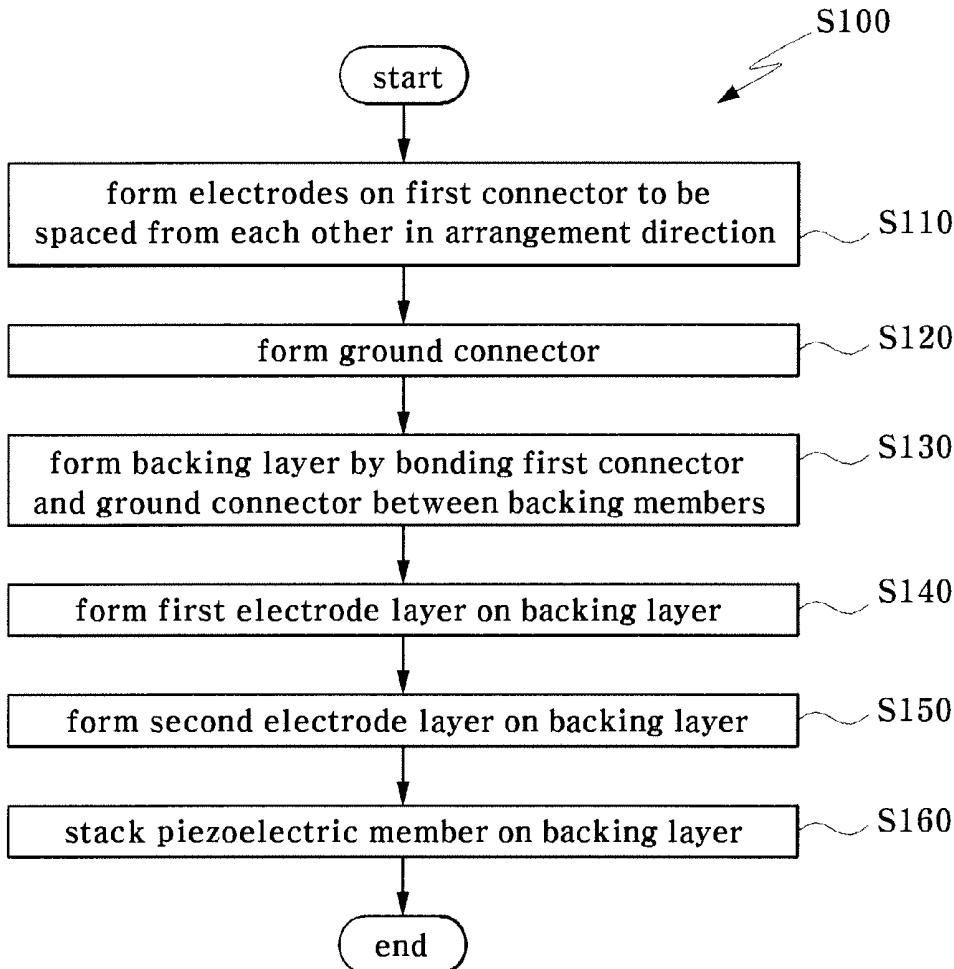 S100
start
form electrodes on first connector to be
spaced from each other in arrangement direction
S110
form ground connector
S120
form backing layer by bonding first connector
and ground connector between backing members
S130
form first electrode layer on backing layer
S140
form second electrode layer on backing layer
S150
stack piezoelectric member on backing layer
S160
end